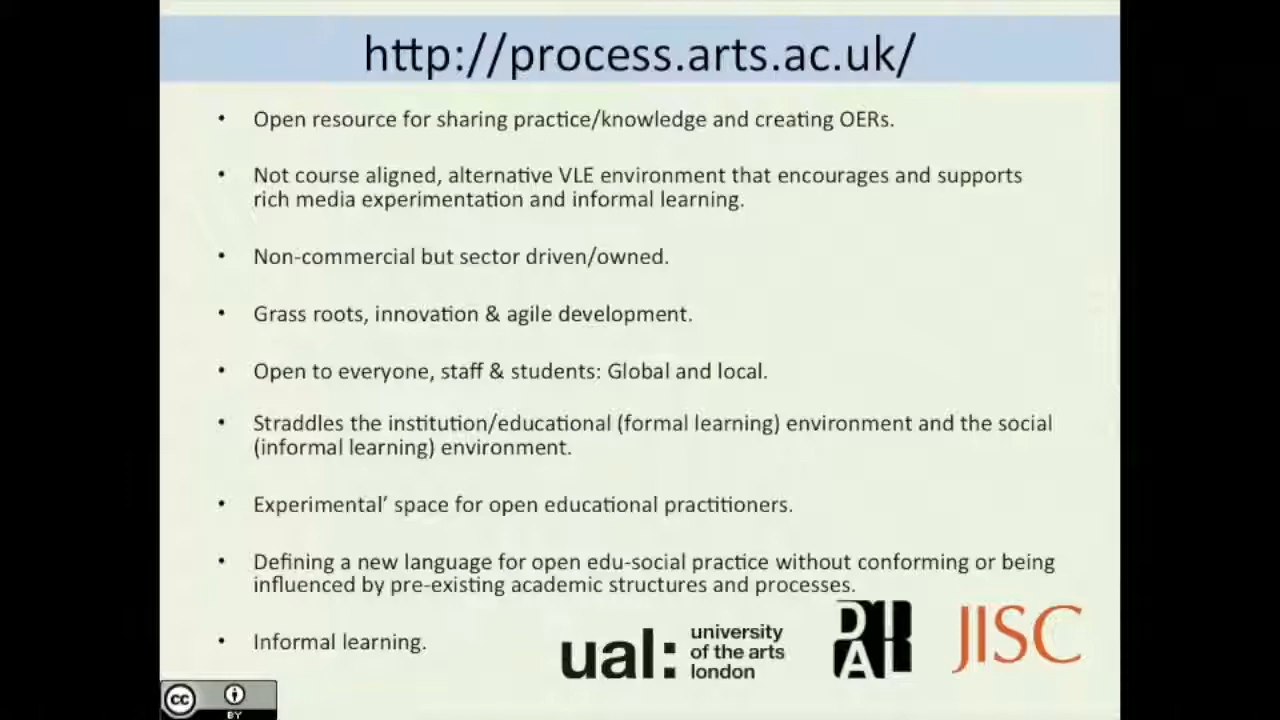 http://process.arts.ac.uk/
• Open resource for sharing practice/knowledge and creating OERs.
• Not course aligned, alternative VLE environment that encourages and supports
rich media experimentation and informal learning.
• Non-commercial but sector driven/owned.
• Grass roots, innovation & agile development.
• Open to everyone, staff & students: Global and local.
• Straddles the institution/educational (formal learning) environment and the social
(informal learning) environment.
• Experimental’ space for open educational practitioners.
• Defining a new language for open edu-social practice without conforming or being
influenced by pre-existing academic structures and processes.
• Informal learning.
ual: university
of the arts
london
DIAL
JISC
cc
BY